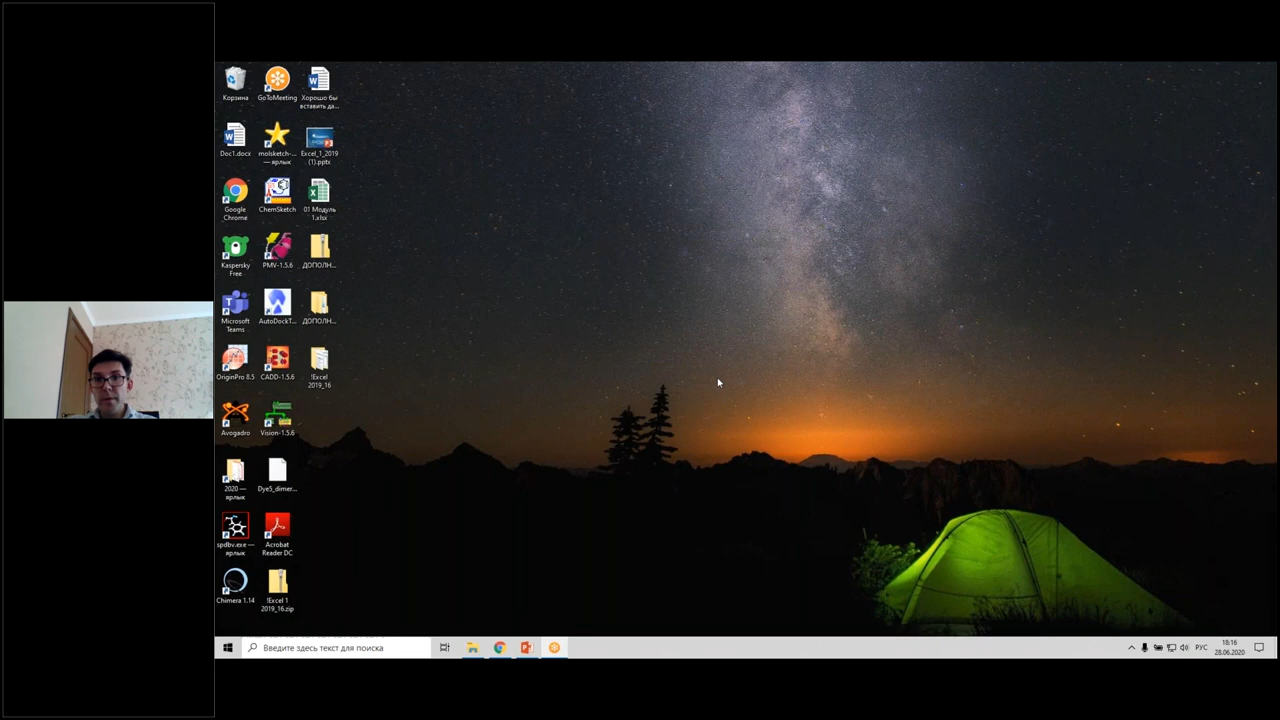 Корзина
GoToMeeting
Хорошо бы
вставить да...
Doc1.docx
molsketch-...
— ярлык
Excel_1_2019
(1).pptx
Google
Chrome
ChemSketch
01 Модуль
1.xlsx
Kaspersky
Free
PMV-1.5.6
ДОПОЛН...
Microsoft
Teams
AutoDockT...
ДОПОЛН...
OriginPro 8.5
CADD-1.5.6
!Excel
2019_16
Avogadro
Vision-1.5.6
2020 —
ярлык
Dye5_dimer...
spdbv.exe —
ярлык
Acrobat
Reader DC
Chimera 1.14
!Excel 1
2019_16.zip
Введите здесь текст для поиска
РУС
18:16
28.06.2020